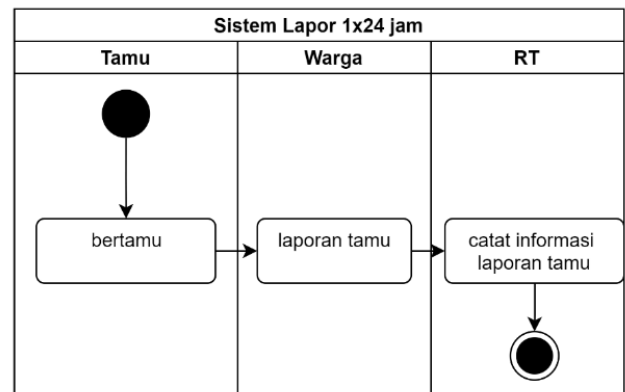 Sistem Lapor 1x24 jam
Tamu
Warga
RT
bertamu
laporan tamu
catat informasi
laporan tamu